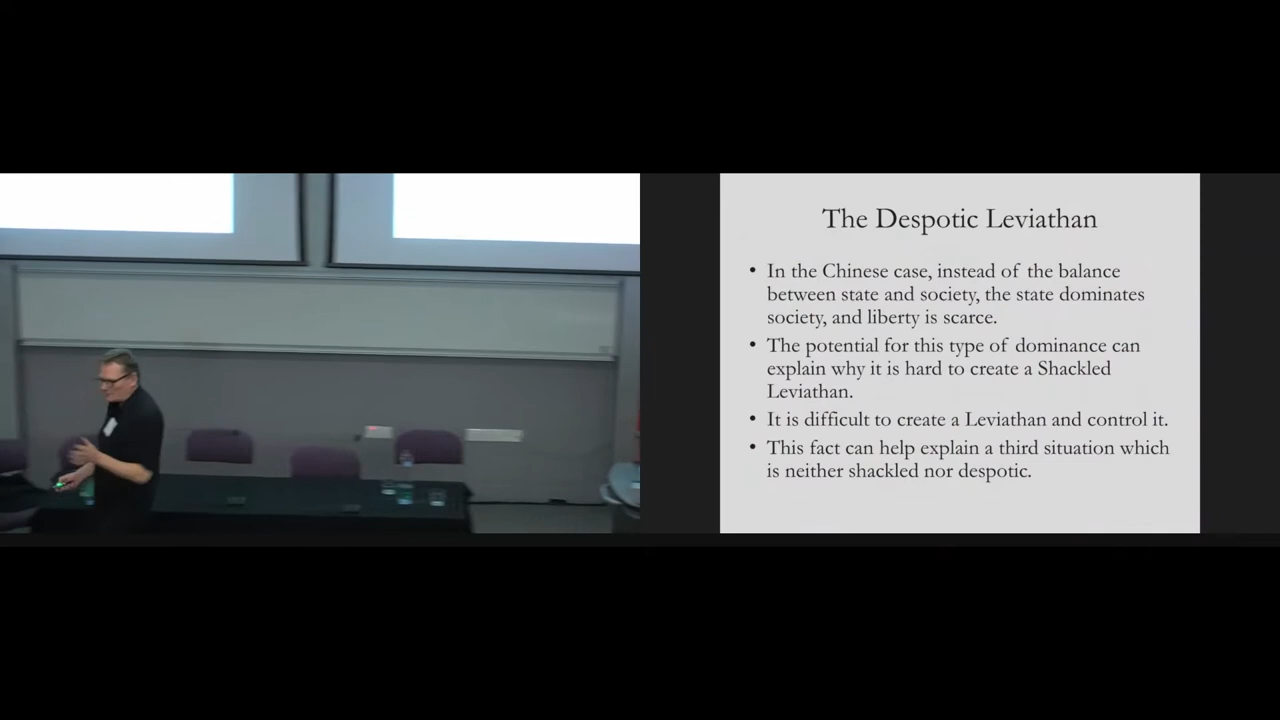 The Despotic Leviathan
• In the Chinese case, instead of the balance
between state and society, the state dominates
society, and liberty is scarce.
• The potential for this type of dominance can
explain why it is hard to create a Shackled
Leviathan.
• It is difficult to create a Leviathan and control it.
• This fact can help explain a third situation which
is neither shackled nor despotic.